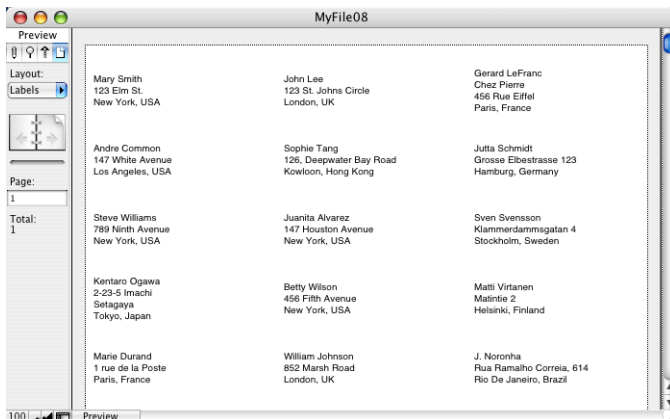 MyFile08
Preview
Layout:
Labels
Page:
1
Total:
1
Mary Smith
123 Elm St.
New York, USA
John Lee
123 St. Johns Circle
London, UK
Gerard LeFranc
Chez Pierre
456 Rue Eiffel
Paris, France
Andre Common
147 White Avenue
Los Angeles, USA
Sophie Tang
126, Deepwater Bay Road
Kowloon, Hong Kong
Jutta Schmidt
Grosse Elbestrasse 123
Hamburg, Germany
Steve Williams
789 Ninth Avenue
New York, USA
Juanita Alvarez
147 Houston Avenue
New York, USA
Sven Svensson
Klammerdammsgatan 4
Stockholm, Sweden
Kentaro Ogawa
2-23-5 Imachi
Setagaya
Tokyo, Japan
Betty Wilson
456 Fifth Avenue
New York, USA
Matti Virtanen
Matintie 2
Helsinki, Finland
Marie Durand
1 rue de la Poste
Paris, France
William Johnson
852 Marsh Road
London, UK
J. Noronha
Rua Ramalho Correia, 614
Rio De Janeiro, Brazil
100
Preview